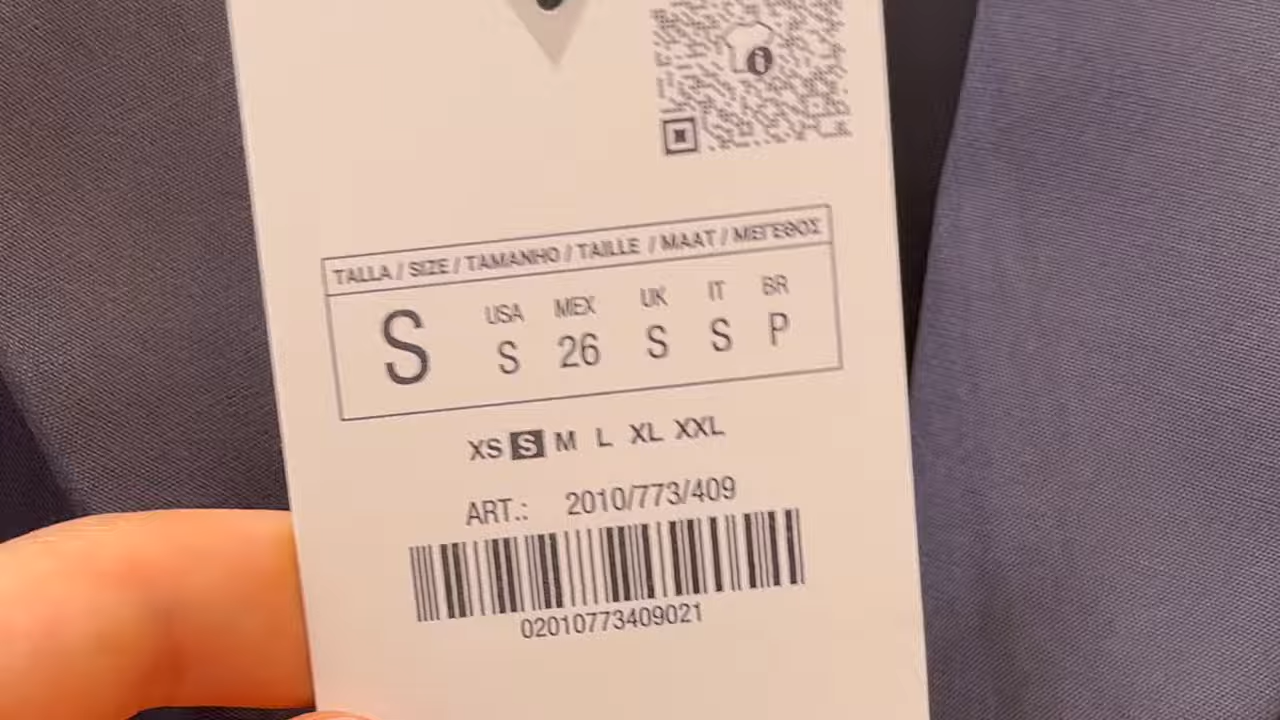 TALLA / SIZE / TAMANHO / TAILLE / MAAT / ΜΕΓΕΘΟΣ
USA MEX UK IT BR
S S 26 S S P
XS S M L XL XXL
ART.: 2010/773/409
02010773409021